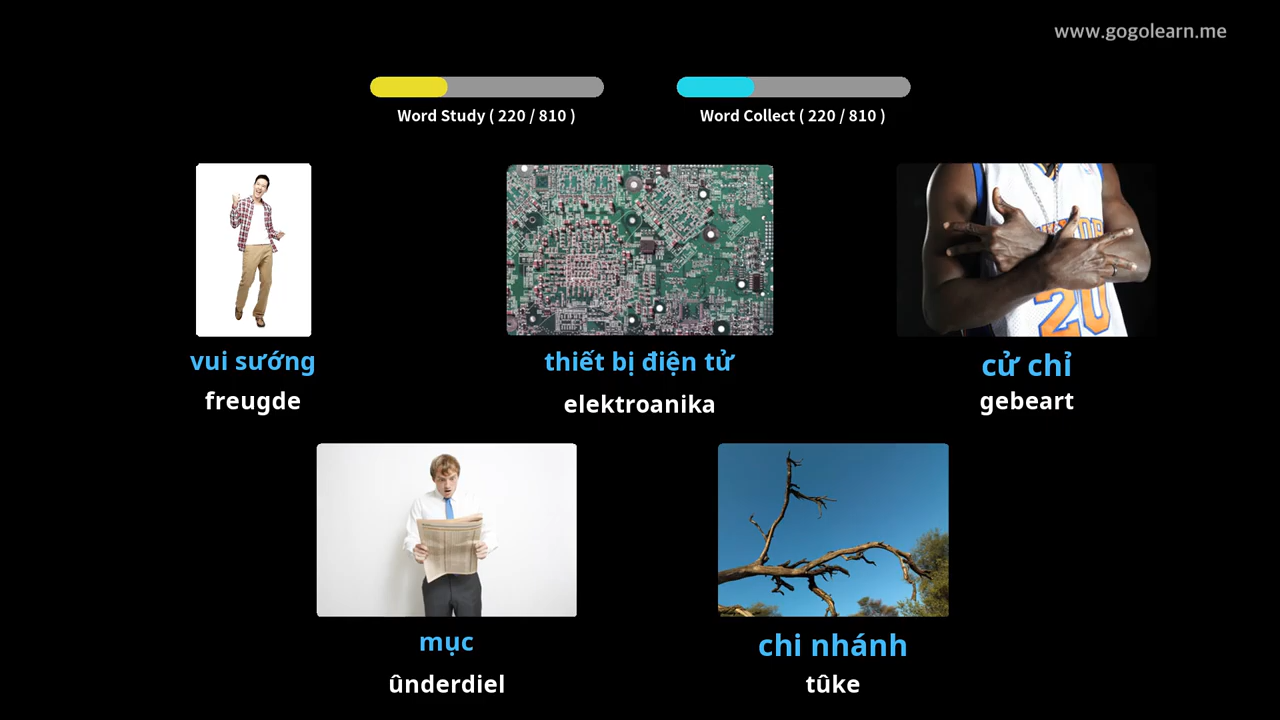 www.gogolearn.me
Word Study ( 220 / 810 )
Word Collect ( 220 / 810 )
vui sướng
freugde
thiết bị điện tử
elektroanika
cử chỉ
gebeart
20
mục
ûnderdiel
chi nhánh
tûke